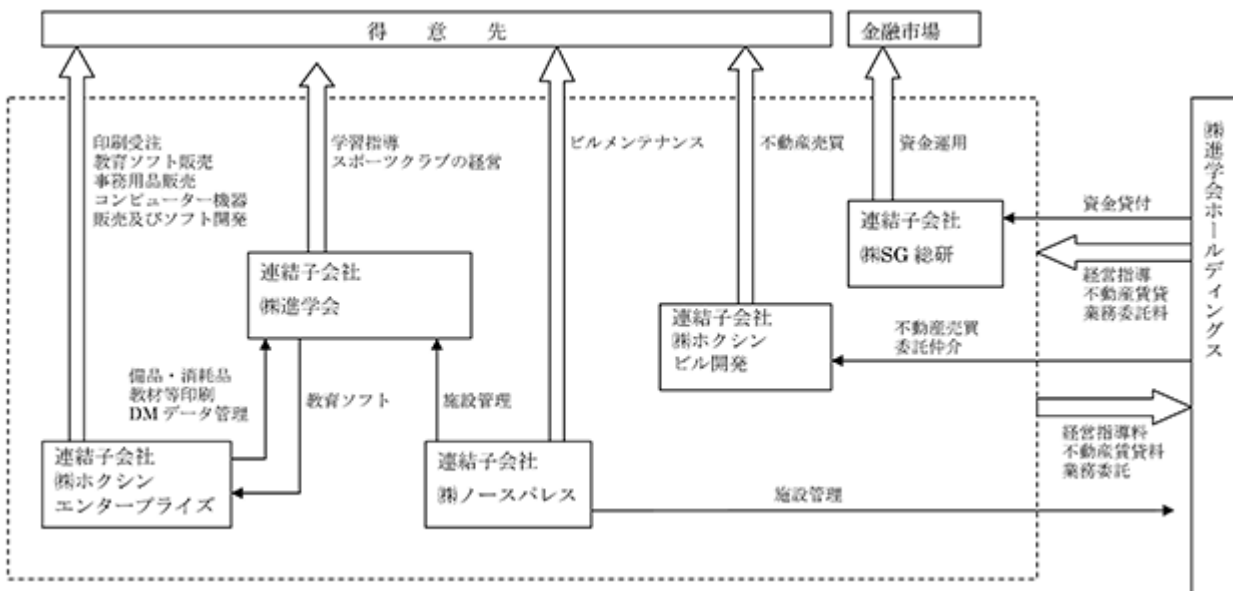 得意先
金融市場
印刷受注
教育ソフト販売
事務用品販売
コンピューター機器
販売及びソフト開発
学習指導
スポーツクラブの経営
ビルメンテナンス
不動産売買
資金運用
㈱進学会ホールディングス
連結子会社
㈱進学会
連結子会社
㈱SG 総研
資金貸付
経営指導
不動産賃貸
業務委託料
連結子会社
㈱ホクシン
ビル開発
不動産売買
委託仲介
備品・消耗品
教材等印刷
DM データ管理
教育ソフト
施設管理
経営指導料
不動産賃貸料
業務委託
連結子会社
㈱ホクシン
エンタープライズ
連結子会社
㈱ノースパレス
施設管理